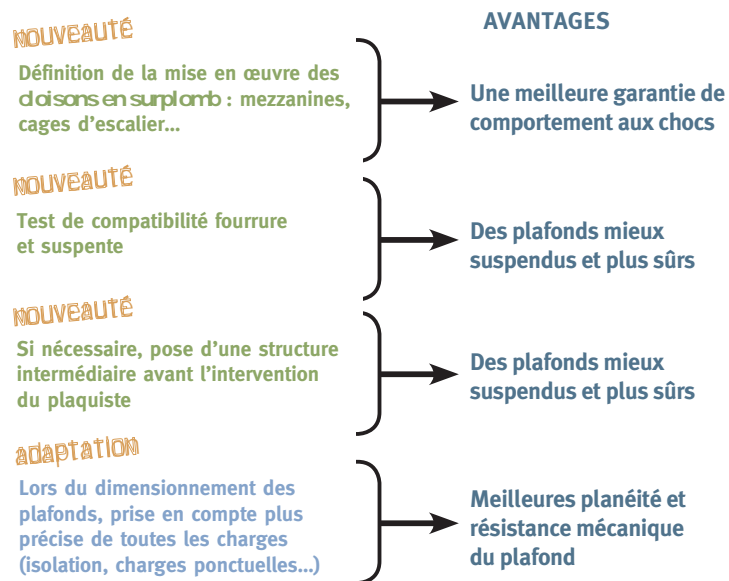 AVANTAGES
NOUVEAUTÉ
Définition de la mise en œuvre des
cloisons en surplomb : mezzanines,
cages d'escalier...
Une meilleure garantie de
comportement aux chocs
NOUVEAUTÉ
Test de compatibilité fourrure
et suspente
Des plafonds mieux
suspendus et plus sûrs
NOUVEAUTÉ
Si nécessaire, pose d'une structure
intermédiaire avant l'intervention
du plaquiste
Des plafonds mieux
suspendus et plus sûrs
adaptation
Lors du dimensionnement des
plafonds, prise en compte plus
précise de toutes les charges
(isolation, charges ponctuelles...)
Meilleures planéité et
résistance mécanique
du plafond